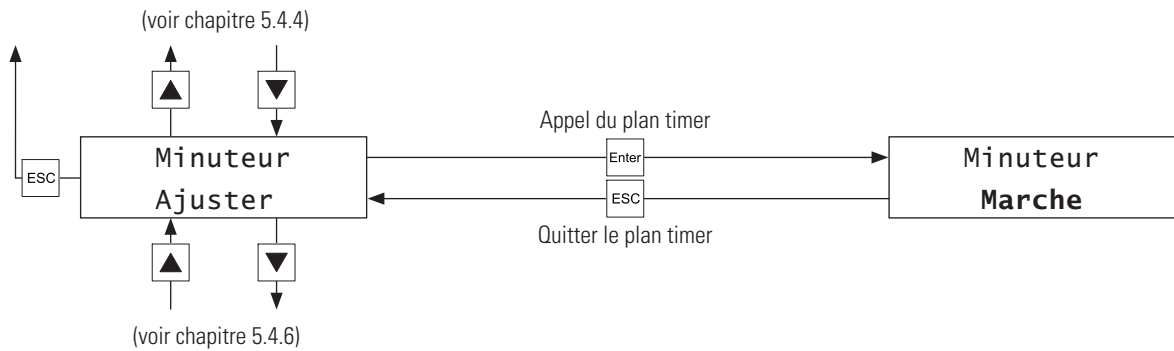 (voir chapitre 5.4.4)
Appel du plan timer
Minuteur
Enter
Minuteur
ESC
Ajuster
ESC
Marche
Quitter le plan timer
(voir chapitre 5.4.6)